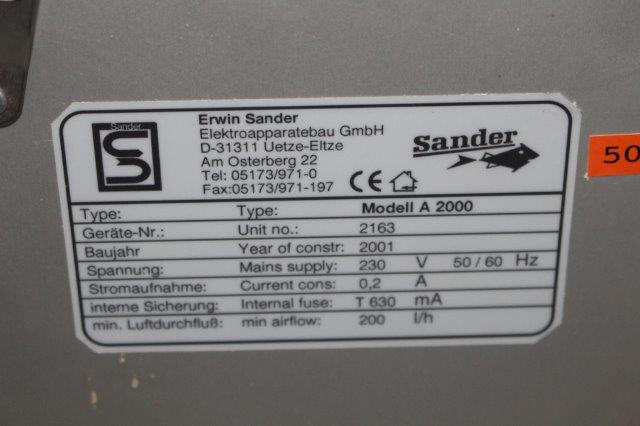 Sander
Erwin Sander
Elektroapparatebau GmbH
D-31311 Uetze-Eltze
Am Osterberg 22
Tel: 05173/971-0
Fax:05173/971-197
CE
Sander
50
Type: Type: Modell A 2000
Geräte-Nr.: Unit no.: 2163
Baujahr Year of constr: 2001
Spannung: Mains supply: 230 V 50/60 Hz
Stromaufnahme: Current cons: 0,2 A
interne Sicherung: Internal fuse: T 630 mA
min. Luftdurchfluß: min airflow: 200 l/h